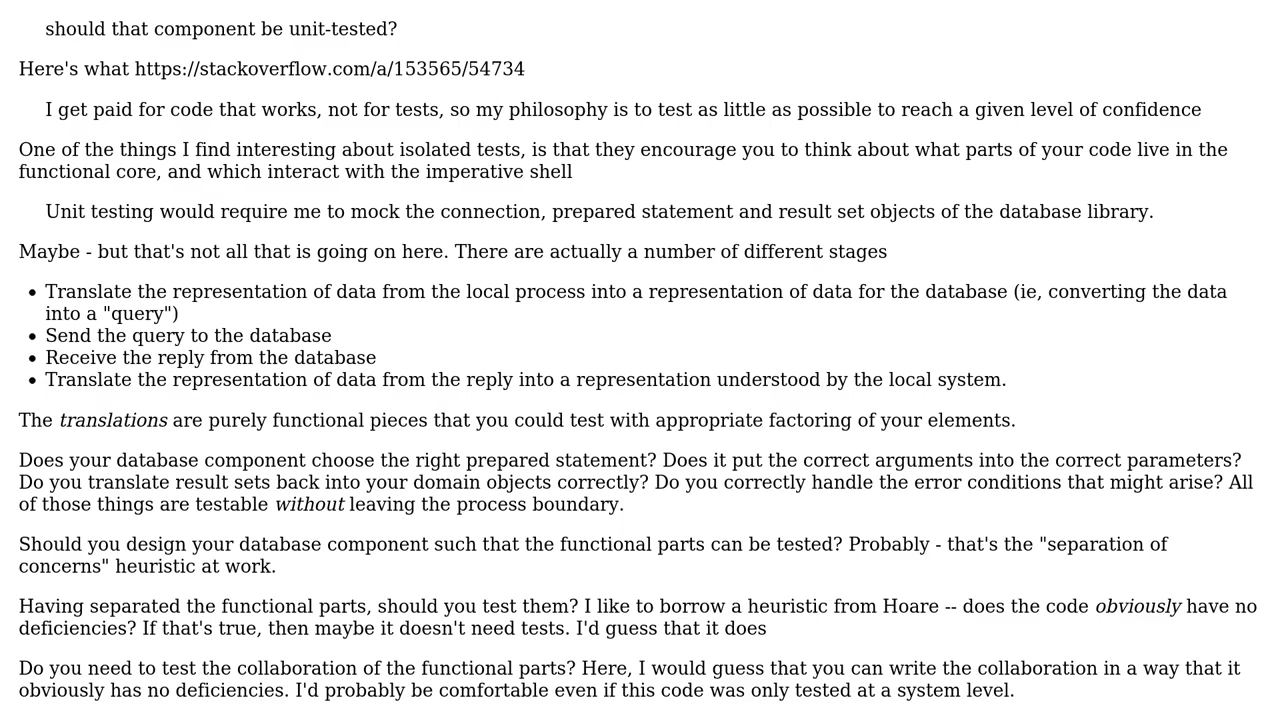 should that component be unit-tested?
Here's what https://stackoverflow.com/a/153565/54734
I get paid for code that works, not for tests, so my philosophy is to test as little as possible to reach a given level of confidence
One of the things I find interesting about isolated tests, is that they encourage you to think about what parts of your code live in the
functional core, and which interact with the imperative shell
Unit testing would require me to mock the connection, prepared statement and result set objects of the database library.
Maybe - but that's not all that is going on here. There are actually a number of different stages
• Translate the representation of data from the local process into a representation of data for the database (ie, converting the data
into a "query")
• Send the query to the database
• Receive the reply from the database
• Translate the representation of data from the reply into a representation understood by the local system.
The translations are purely functional pieces that you could test with appropriate factoring of your elements.
Does your database component choose the right prepared statement? Does it put the correct arguments into the correct parameters?
Do you translate result sets back into your domain objects correctly? Do you correctly handle the error conditions that might arise? All
of those things are testable without leaving the process boundary.
Should you design your database component such that the functional parts can be tested? Probably - that's the "separation of
concerns" heuristic at work.
Having separated the functional parts, should you test them? I like to borrow a heuristic from Hoare -- does the code obviously have no
deficiencies? If that's true, then maybe it doesn't need tests. I'd guess that it does
Do you need to test the collaboration of the functional parts? Here, I would guess that you can write the collaboration in a way that it
obviously has no deficiencies. I'd probably be comfortable even if this code was only tested at a system level.